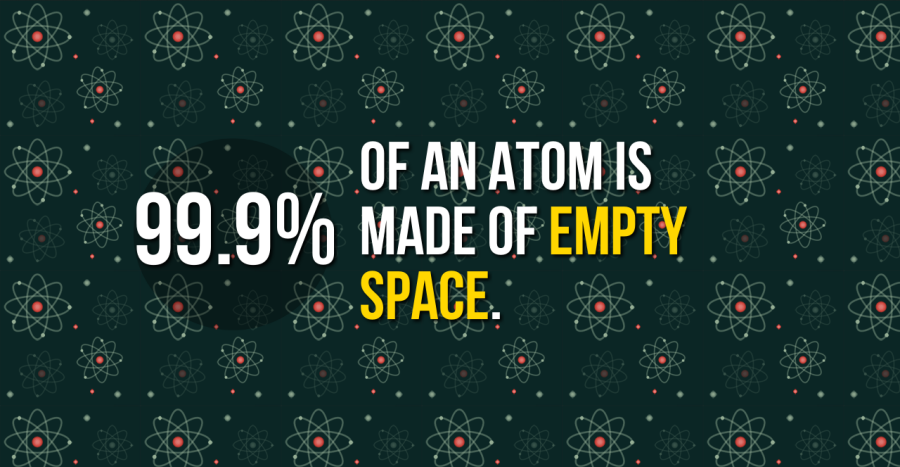 99.9%
OF AN ATOM IS
MADE OF EMPTY
SPACE.